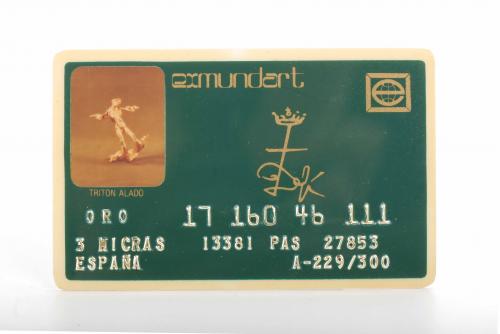 exmundart
TRITON ALADO
ORO 17 160 46 111
3 MICRAS 13381 PAS 27853
ESPAÑA A-229/300